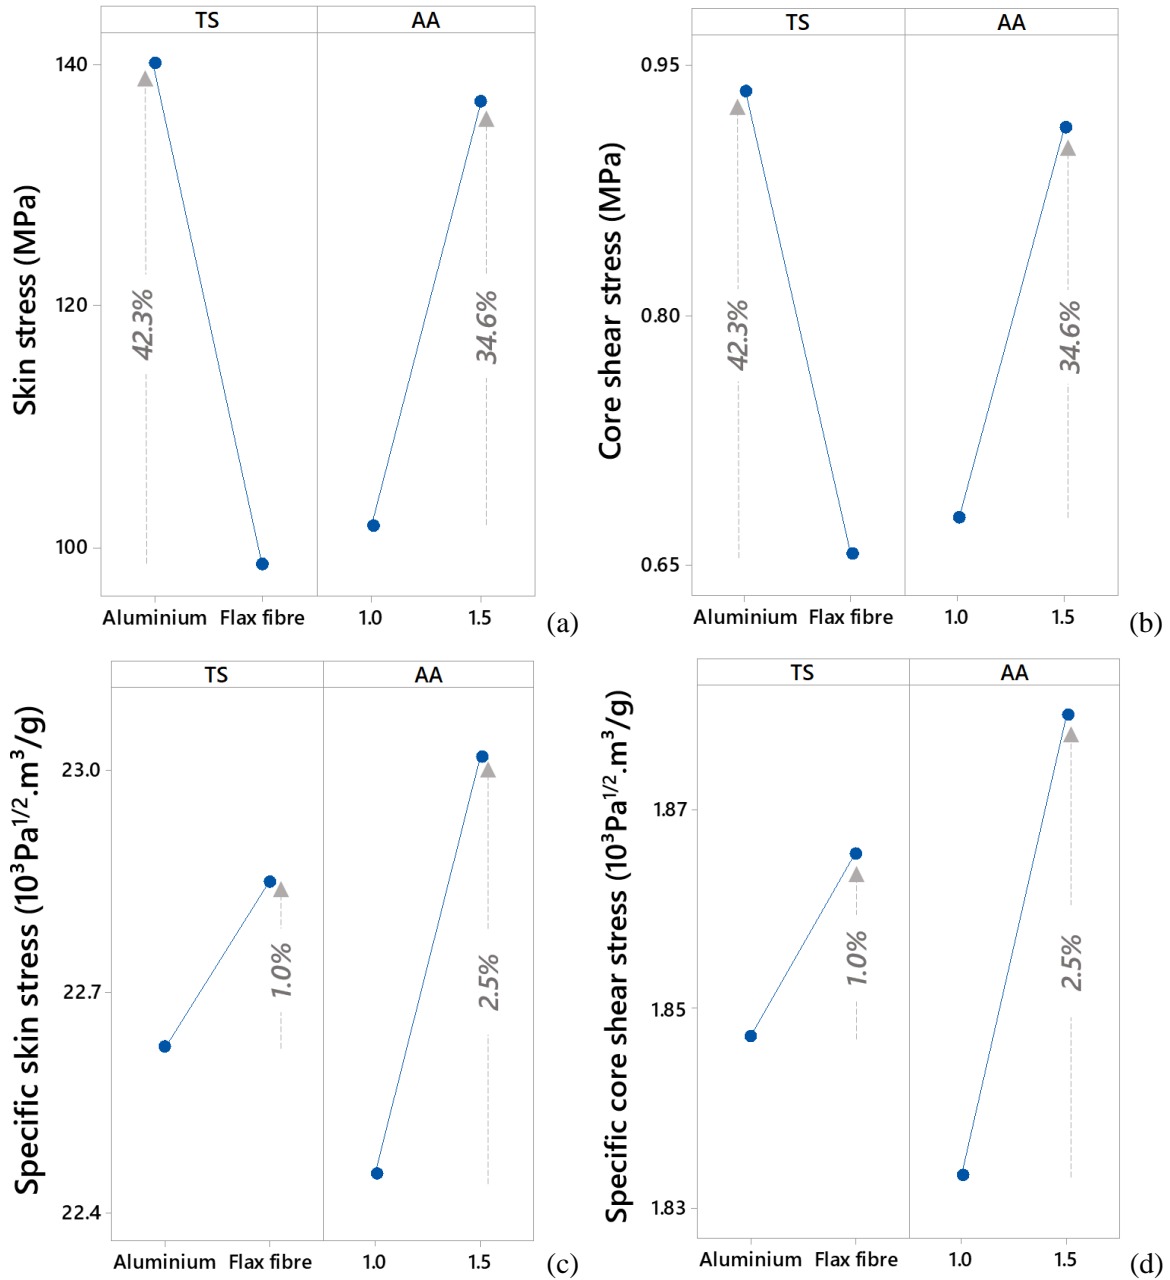 TS AA
Skin stress (MPa)
140
120
100
42.3%
34.6%
Aluminium Flax fibre 1.0 1.5
(a)
TS AA
Core shear stress (MPa)
0.95
0.80
0.65
42.3%
34.6%
Aluminium Flax fibre 1.0 1.5
(b)
TS AA
Specific skin stress (10³Pa¹/².m³/g)
23.0
22.7
22.4
1.0%
2.5%
Aluminium Flax fibre 1.0 1.5
(c)
TS AA
Specific core shear stress (10³Pa¹/².m³/g)
1.87
1.85
1.83
1.0%
2.5%
Aluminium Flax fibre 1.0 1.5
(d)